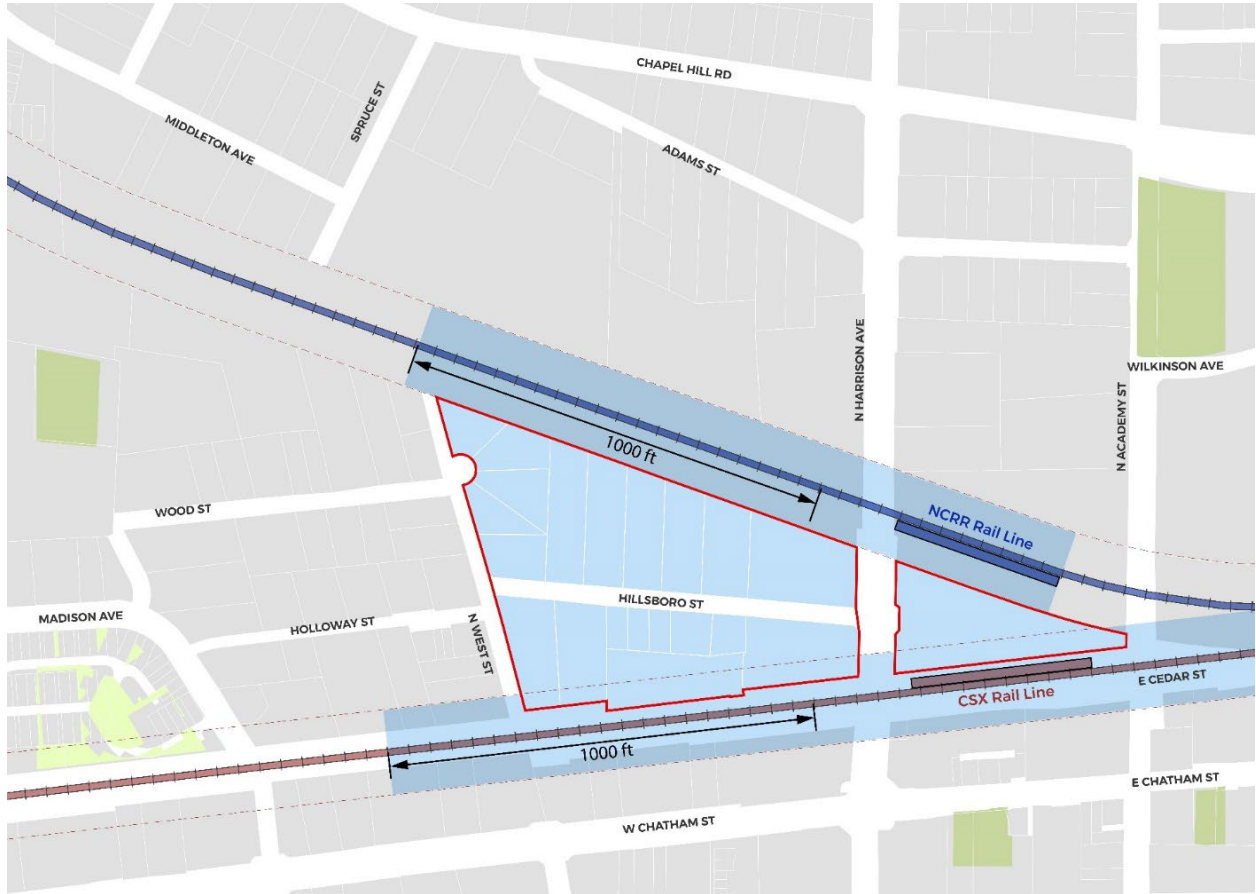 CHAPEL HILL RD
SPRUCE ST
MIDDLETON AVE
ADAMS ST
N HARRISON AVE
WILKINSON AVE
N ACADEMY ST
1000 ft
WOOD ST
NCRR Rail Line
HILLSBORO ST
MADISON AVE
HOLLOWAY ST
N WEST ST
E CEDAR ST
CSX Rail Line
1000 ft
E CHATHAM ST
W CHATHAM ST